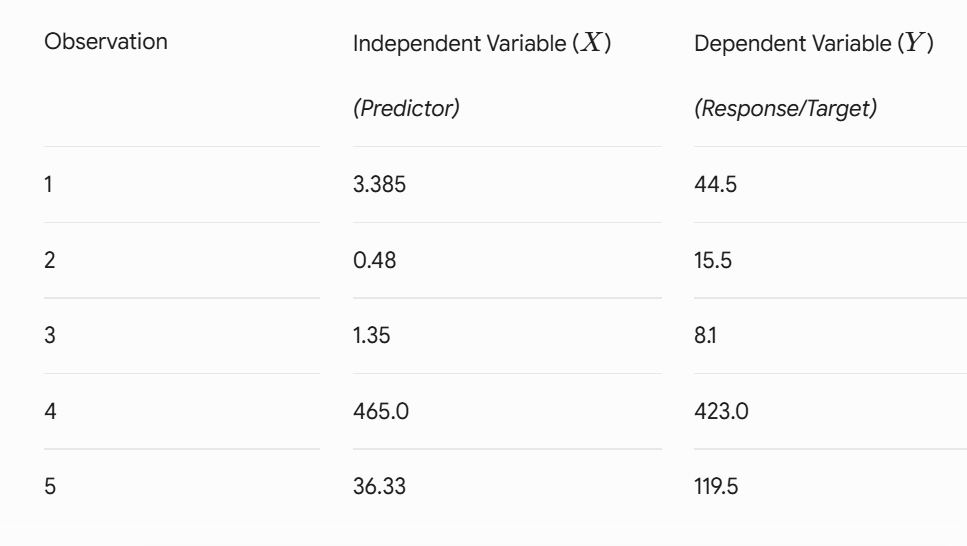 Observation Independent Variable (X) Dependent Variable (Y)
(Predictor) (Response/Target)
1 3.385 44.5
2 0.48 15.5
3 1.35 8.1
4 465.0 423.0
5 36.33 119.5